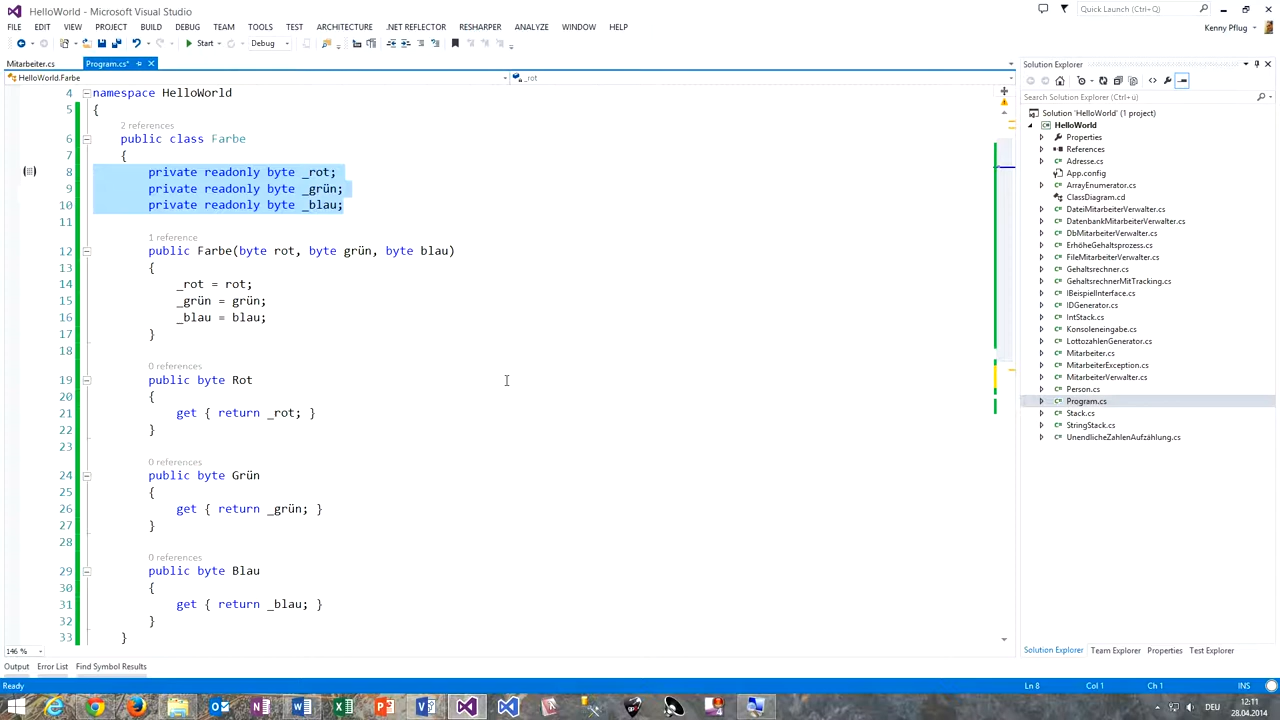 HelloWorld - Microsoft Visual Studio
Quick Launch (Ctrl+Q)
FILE EDIT VIEW PROJECT BUILD DEBUG TEAM TOOLS TEST ARCHITECTURE .NET REFLECTOR RESHARPER ANALYZE WINDOW HELP
Kenny Pflug
Start Debug
Mitarbeiter.cs Program.cs*
HelloWorld.Farbe _rot
4 namespace HelloWorld
5 {
2 references
6 public class Farbe
7 {
8 private readonly byte _rot;
9 private readonly byte _grün;
10 private readonly byte _blau;
11
1 reference
12 public Farbe(byte rot, byte grün, byte blau)
13 {
14 _rot = rot;
15 _grün = grün;
16 _blau = blau;
17 }
18
0 references
19 public byte Rot
20 {
21 get { return _rot; }
22 }
23
0 references
24 public byte Grün
25 {
26 get { return _grün; }
27 }
28
0 references
29 public byte Blau
30 {
31 get { return _blau; }
32 }
33 }
146 %
Solution Explorer
Search Solution Explorer (Ctrl+ü)
Solution 'HelloWorld' (1 project)
HelloWorld
Properties
References
Adresse.cs
App.config
ArrayEnumerator.cs
ClassDiagram.cd
DateiMitarbeiterVerwalter.cs
DatenbankMitarbeiterVerwalter.cs
DbMitarbeiterVerwalter.cs
ErhöheGehaltsprozess.cs
FileMitarbeiterVerwalter.cs
Gehaltsrechner.cs
GehaltsrechnerMitTracking.cs
IBeispielInterface.cs
IDGenerator.cs
IntStack.cs
Konsoleneingabe.cs
LottozahlenGenerator.cs
Mitarbeiter.cs
MitarbeiterException.cs
MitarbeiterVerwalter.cs
Person.cs
Program.cs
Stack.cs
StringStack.cs
UnendlicheZahlenAufzählung.cs
Solution Explorer Team Explorer Properties Test Explorer
Output Error List Find Symbol Results
Ready Ln 8 Col 1 Ch 1 INS
DEU 12:11
28.04.2014